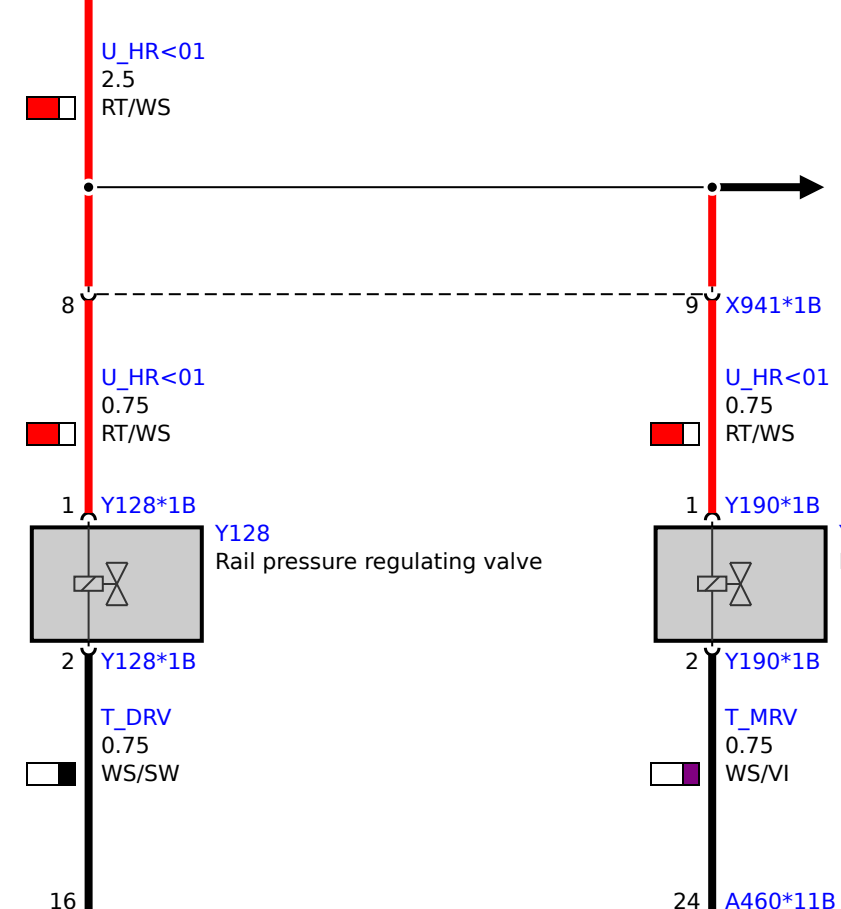 U_HR<01
2.5
RT/WS
8
9 X941*1B
U_HR<01
0.75
RT/WS
U_HR<01
0.75
RT/WS
1 Y128*1B
1 Y190*1B
Y128
Rail pressure regulating valve
2 Y128*1B
2 Y190*1B
T_DRV
0.75
WS/SW
T_MRV
0.75
WS/VI
16
24 A460*11B